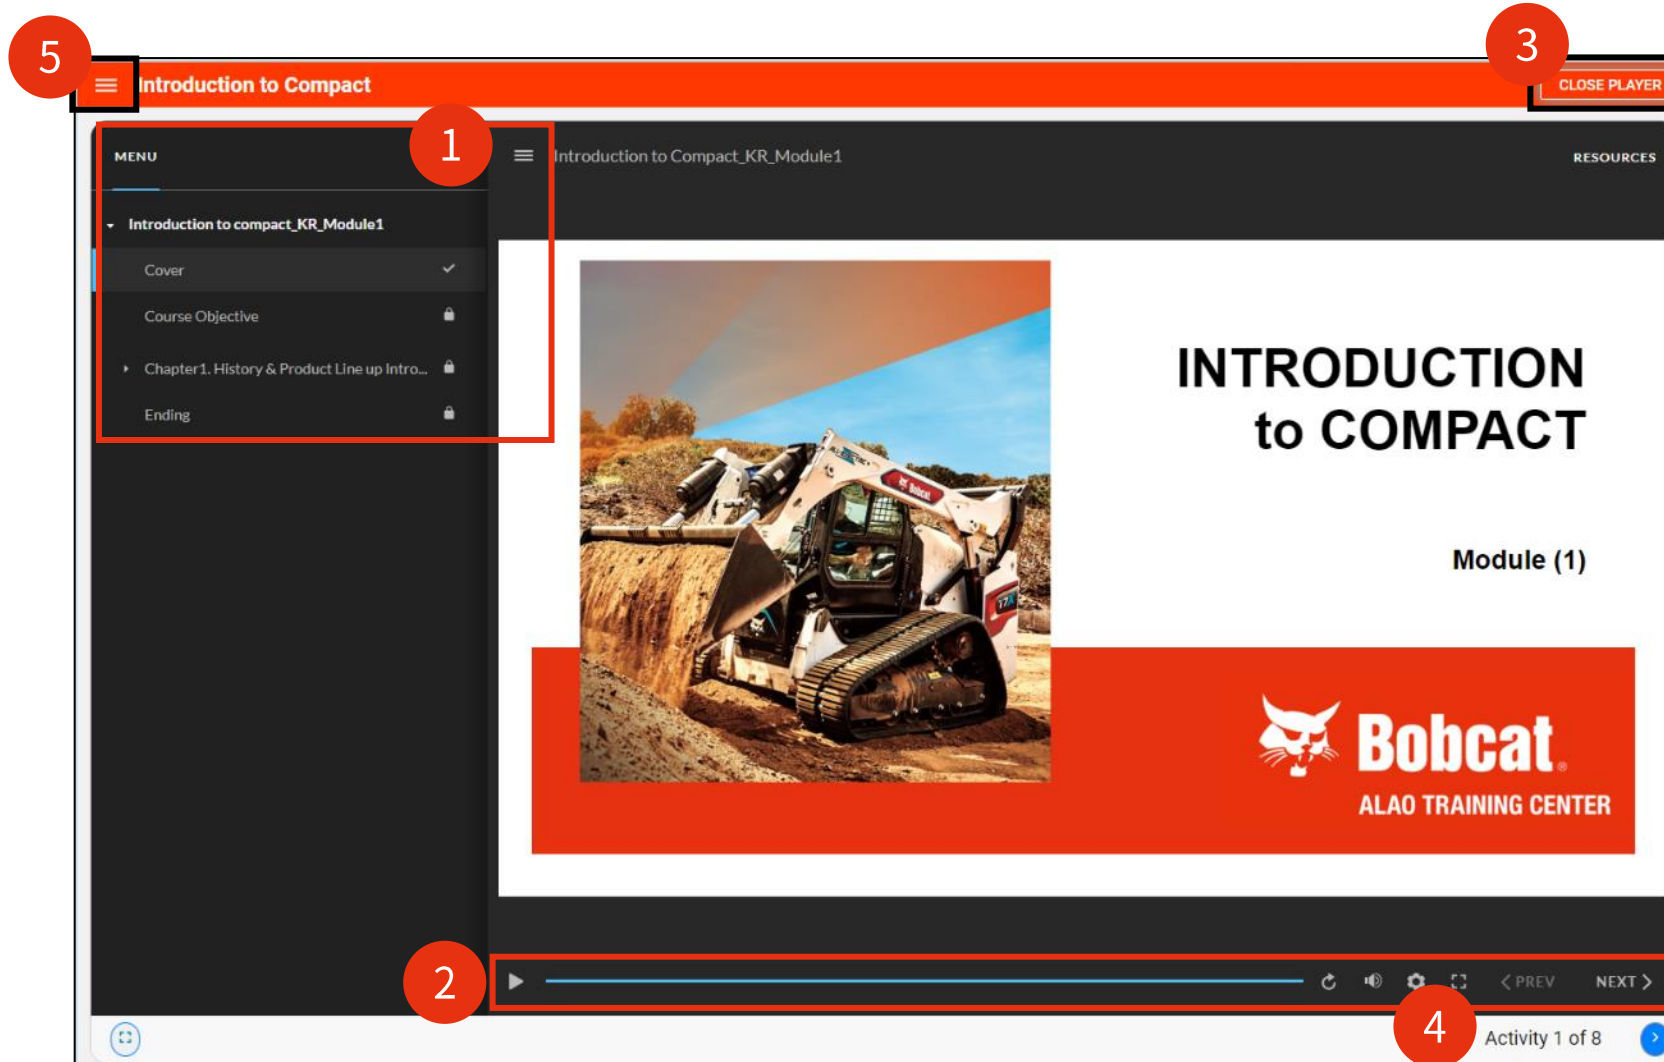 5
3
Introduction to Compact
CLOSE PLAYER
1
MENU
Introduction to Compact_KR_Module1
RESOURCES
Introduction to compact_KR_Module1
Cover
Course Objective
Chapter1. History & Product Line up Intro...
Ending
INTRODUCTION
to COMPACT
Module (1)
Bobcat
T7X
Bobcat®
ALAO TRAINING CENTER
2
< PREV
NEXT >
4
Activity 1 of 8